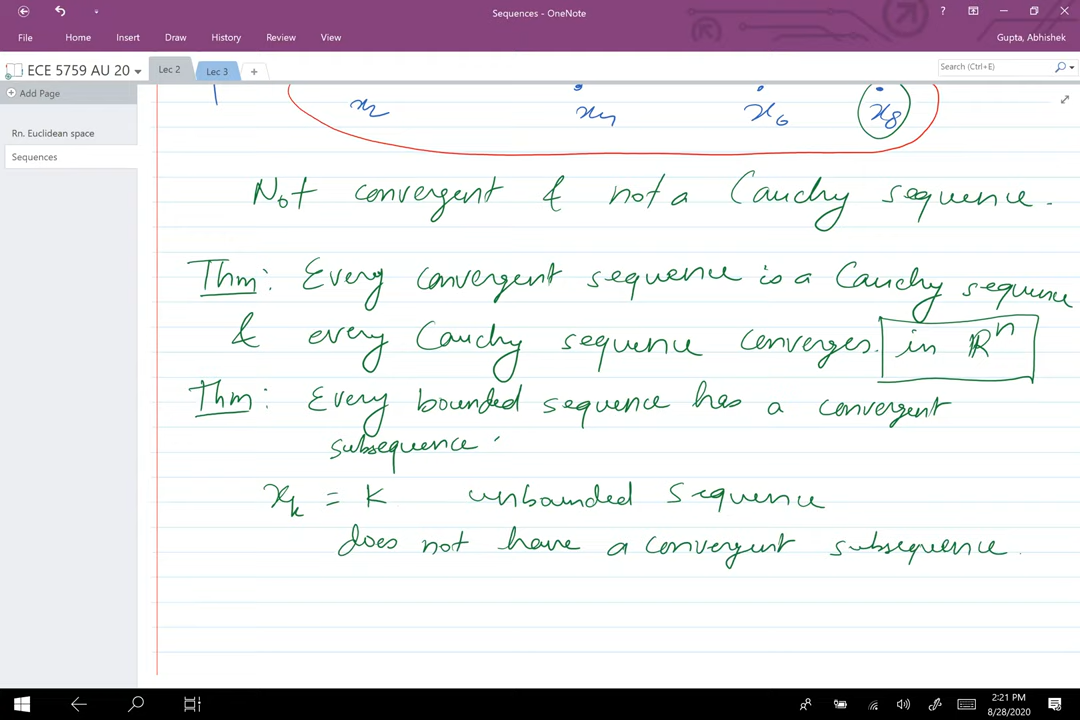 Sequences - OneNote
File Home Insert Draw History Review View Gupta, Abhishek
ECE 5759 AU 20 Lec 2 Lec 3 Search (Ctrl+E)
Add Page
Rn. Euclidean space
Sequences
x₂ x₄ x₆ x₈
Not convergent & not a Cauchy sequence.
Thm: Every convergent sequence is a Cauchy sequence
& every Cauchy sequence converges. in ℝⁿ
Thm: Every bounded sequence has a convergent
subsequence.
xₖ = k unbounded sequence
does not have a convergent subsequence.
2:21 PM
8/28/2020